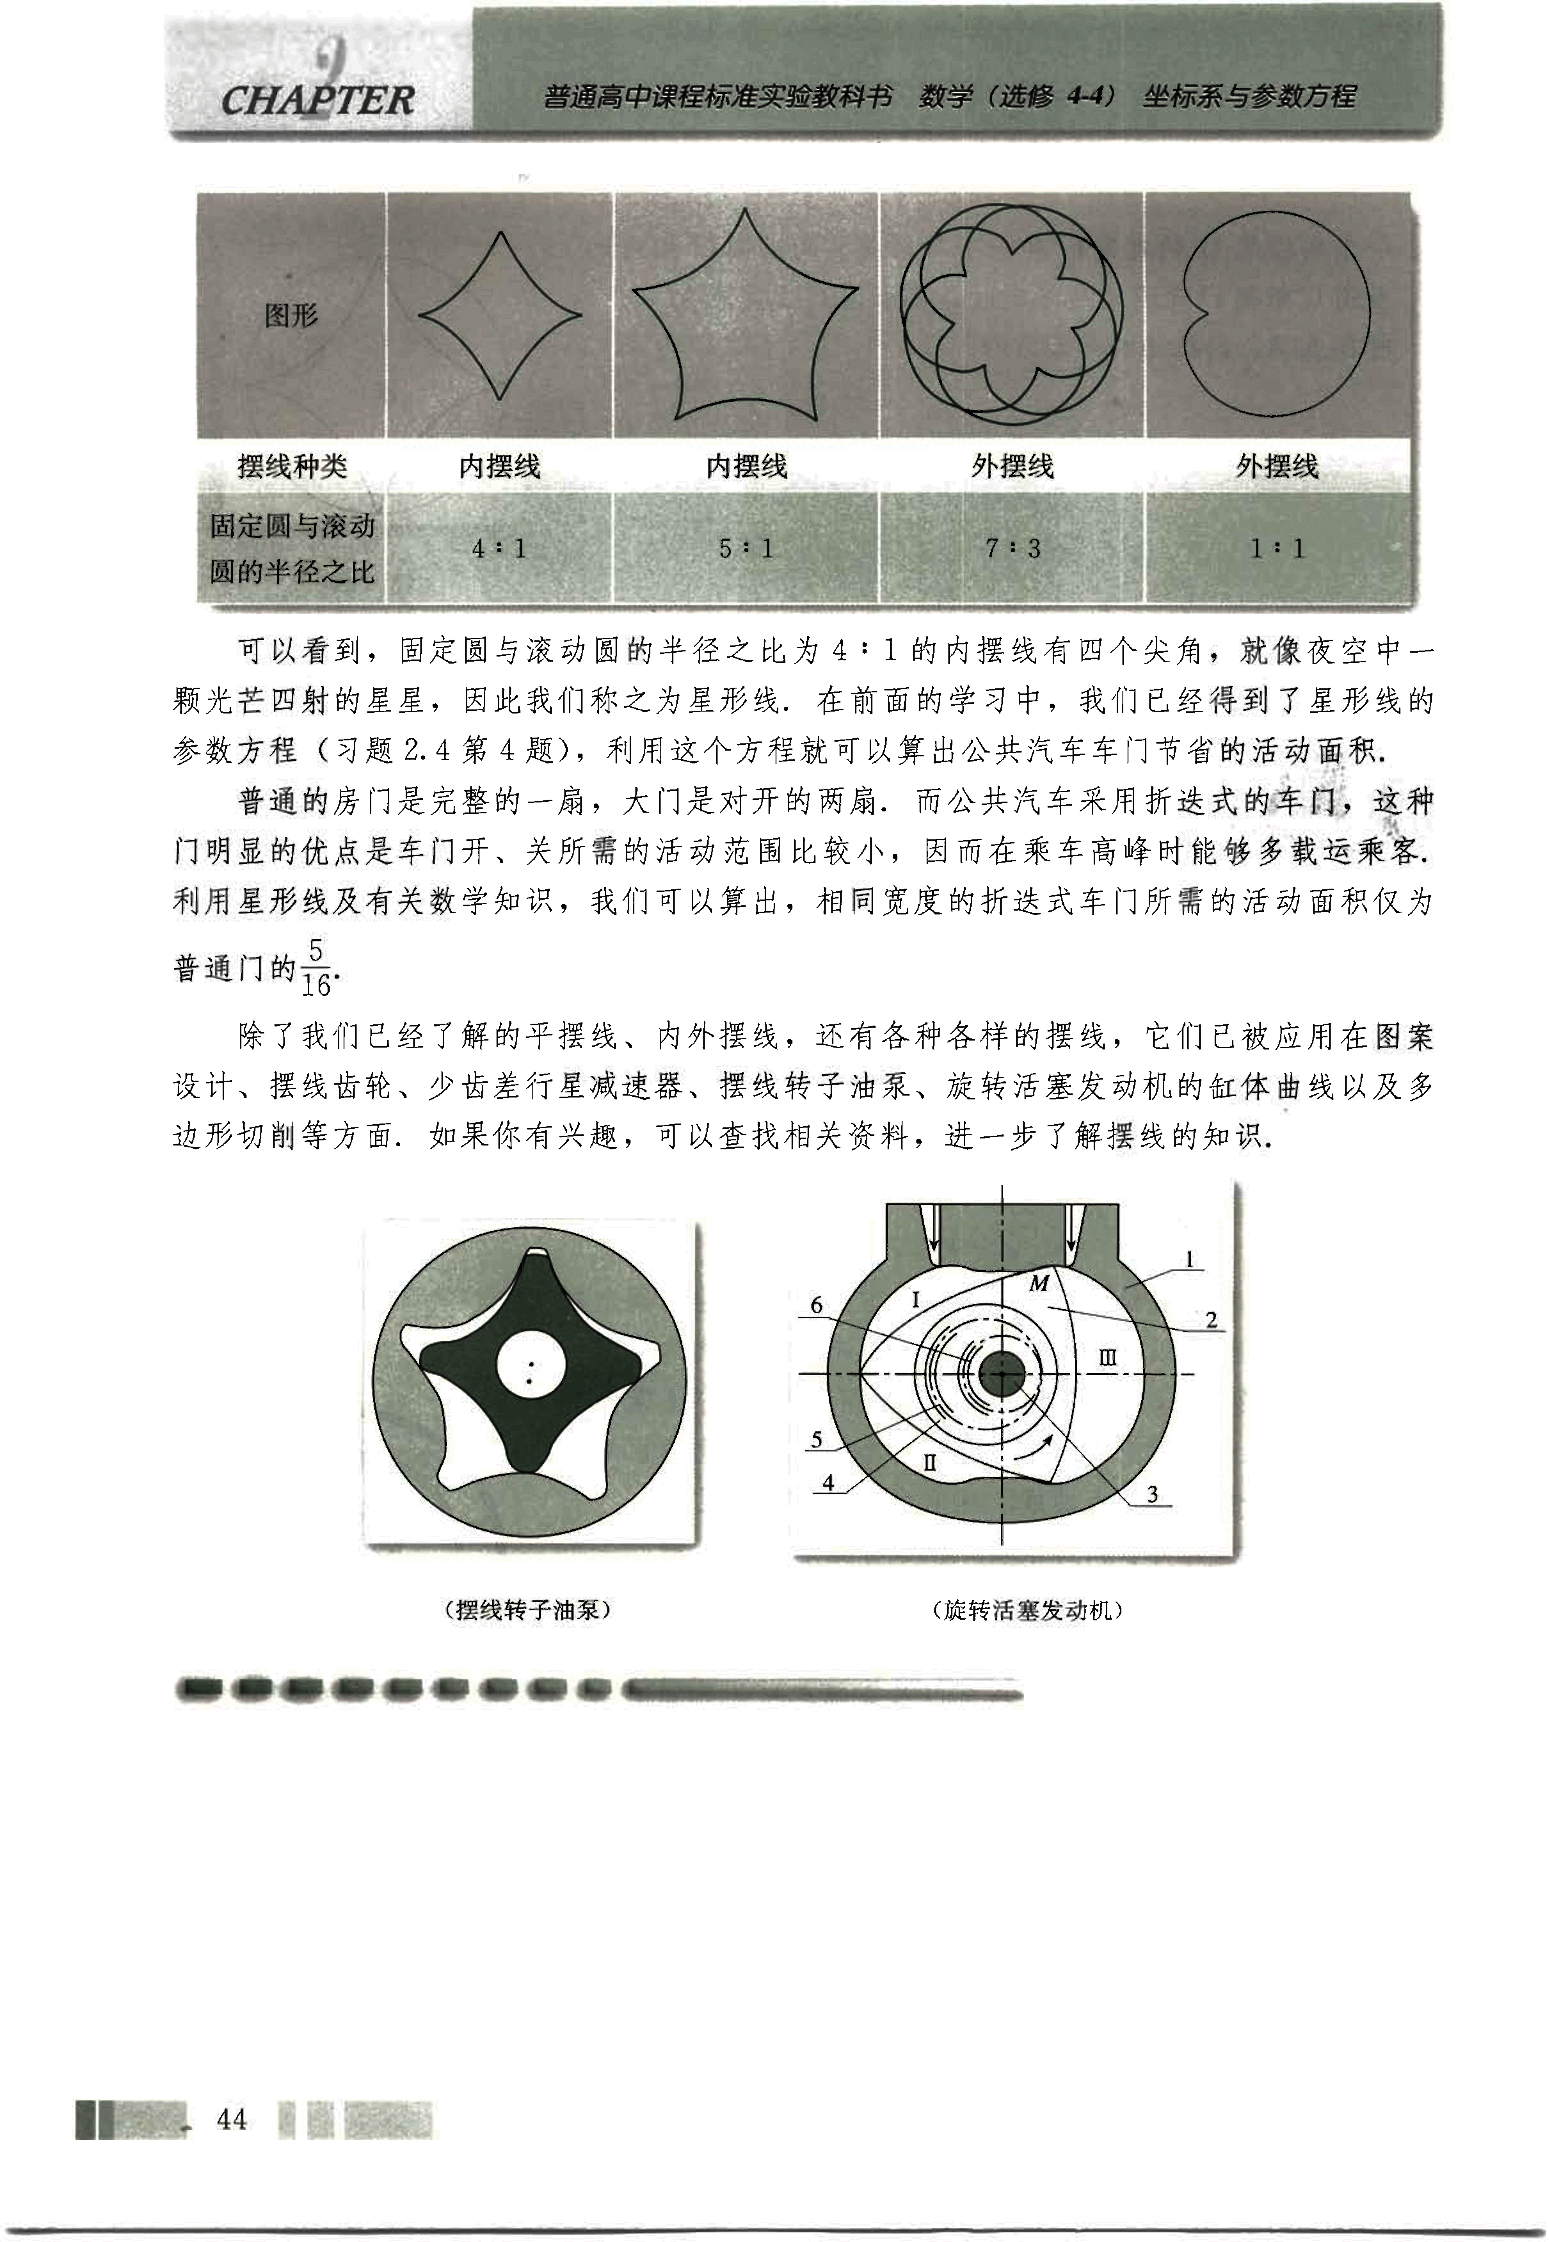 2
CHAPTER
普通高中课程标准实验教科书 数学（选修 4-4） 坐标系与参数方程
图形
摆线种类 内摆线 内摆线 外摆线 外摆线
固定圆与滚动
圆的半径之比
4∶1 5∶1 7∶3 1∶1
可以看到，固定圆与滚动圆的半径之比为 4∶1 的内摆线有四个尖角，就像夜空中一
颗光芒四射的星星，因此我们称之为星形线．在前面的学习中，我们已经得到了星形线的
参数方程（习题 2.4 第 4 题），利用这个方程就可以算出公共汽车车门节省的活动面积．
普通的房门是完整的一扇，大门是对开的两扇．而公共汽车采用折迭式的车门，这种
门明显的优点是车门开、关所需的活动范围比较小，因而在乘车高峰时能够多载运乘客．
利用星形线及有关数学知识，我们可以算出，相同宽度的折迭式车门所需的活动面积仅为
普通门的5/16．
除了我们已经了解的平摆线、内外摆线，还有各种各样的摆线，它们已被应用在图案
设计、摆线齿轮、少齿差行星减速器、摆线转子油泵、旋转活塞发动机的缸体曲线以及多
边形切削等方面．如果你有兴趣，可以查找相关资料，进一步了解摆线的知识．
1
M
I
6
2
III
5
II
4
3
（摆线转子油泵）
（旋转活塞发动机）
44